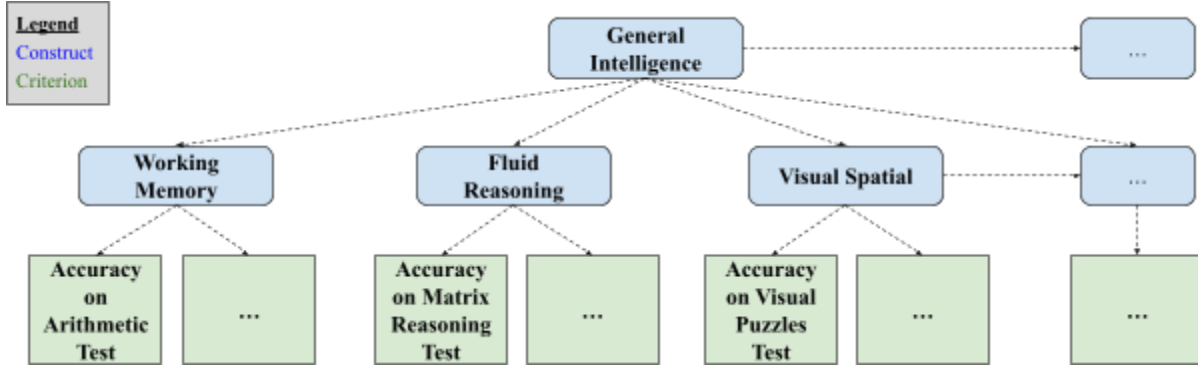 Legend
Construct
Criterion
General
Intelligence
...
Working
Memory
Fluid
Reasoning
Visual Spatial
...
Accuracy
on
Arithmetic
Test
...
Accuracy
on Matrix
Reasoning
Test
...
Accuracy
on Visual
Puzzles
Test
...
...